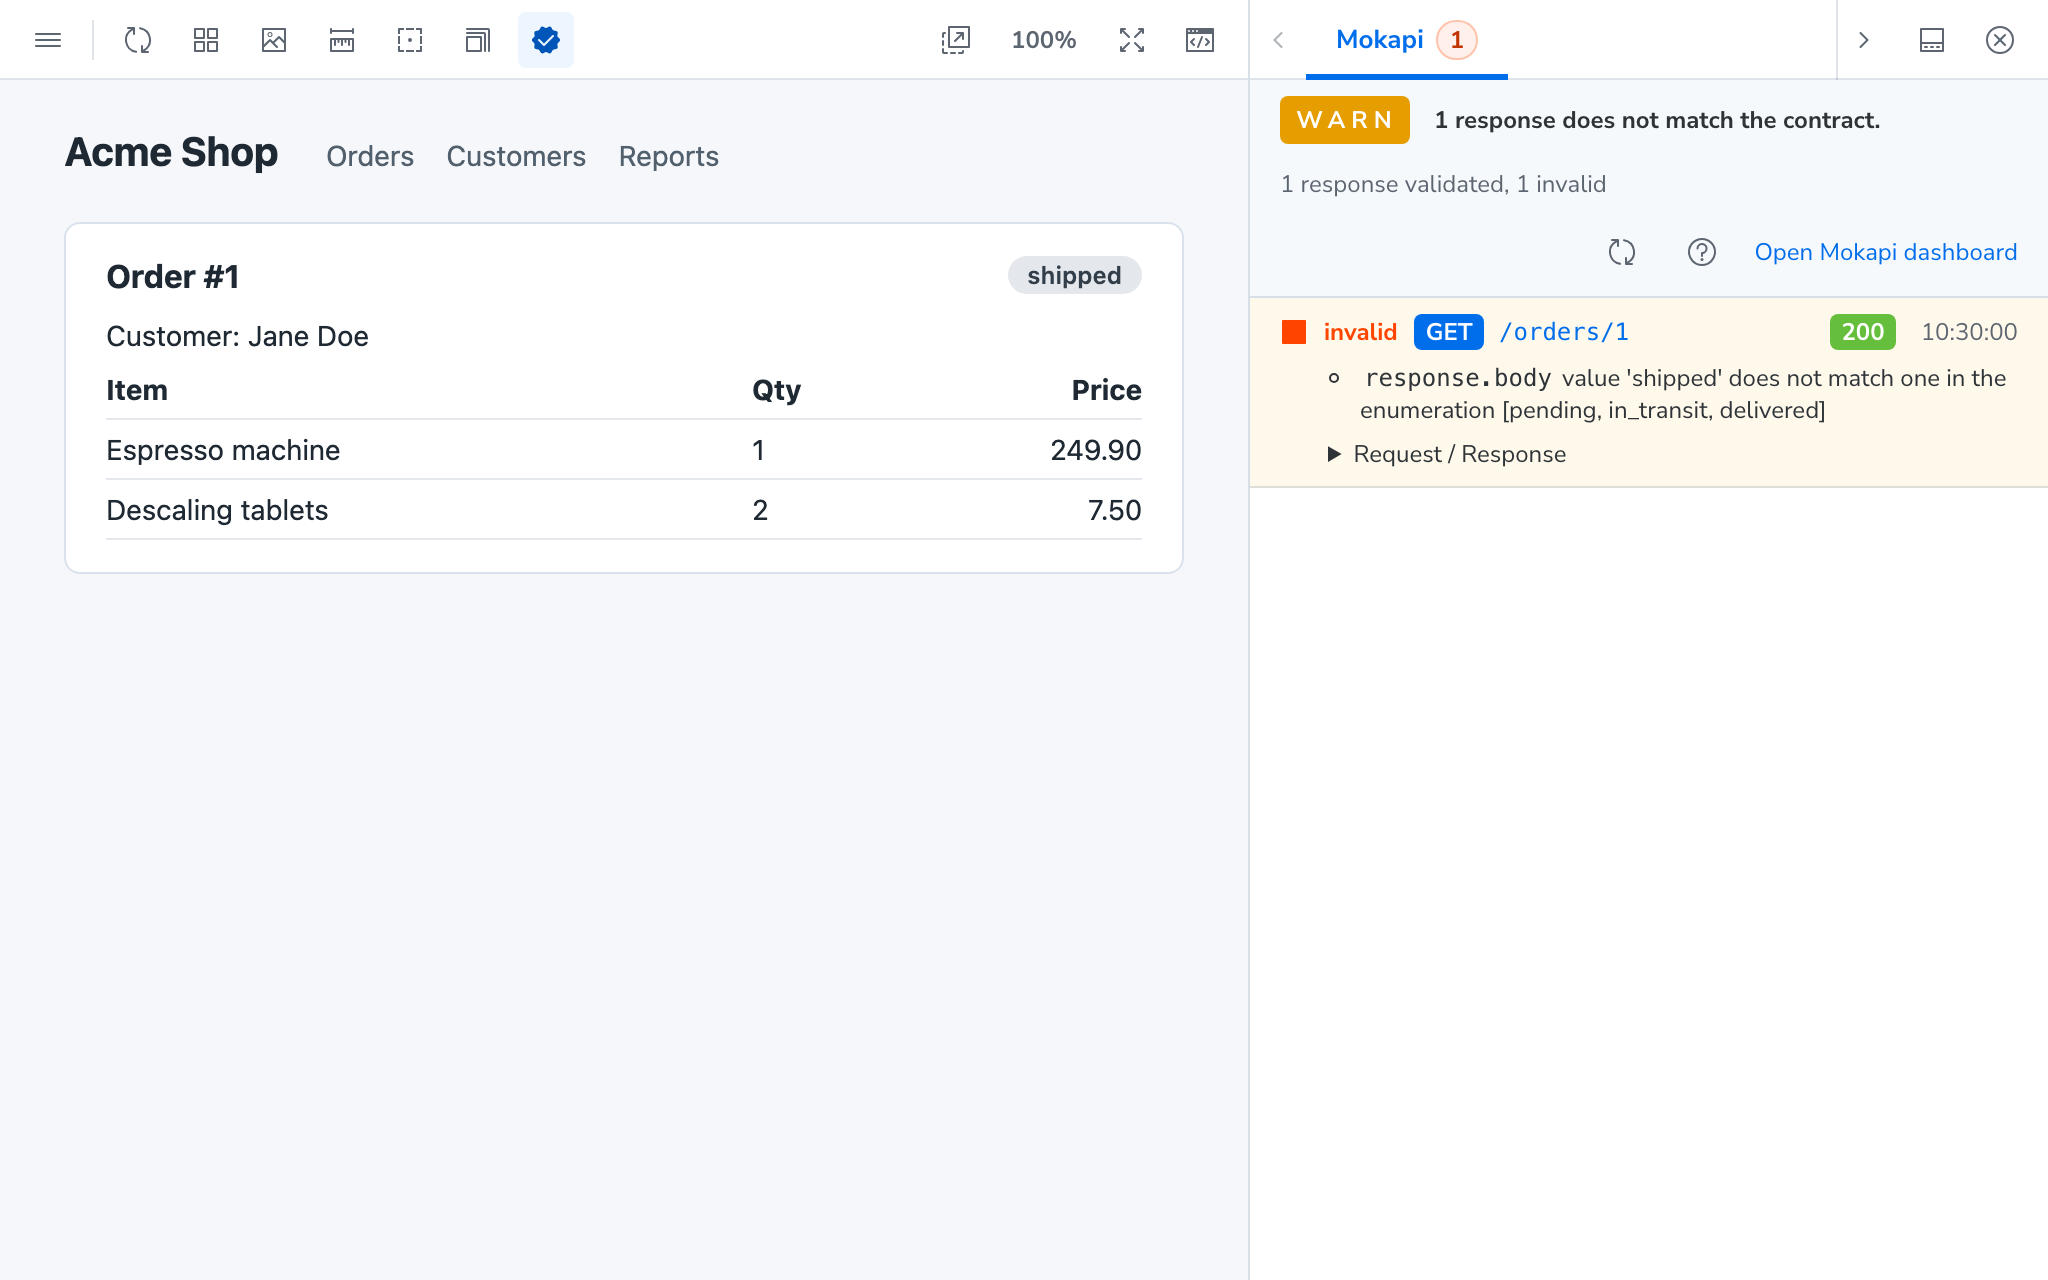 100%
Mokapi 1
Acme Shop Orders Customers Reports
Order #1 shipped
Customer: Jane Doe
Item Qty Price
Espresso machine 1 249.90
Descaling tablets 2 7.50
WARN 1 response does not match the contract.
1 response validated, 1 invalid
Open Mokapi dashboard
invalid GET /orders/1 200 10:30:00
response.body value 'shipped' does not match one in the
enumeration [pending, in_transit, delivered]
Request / Response